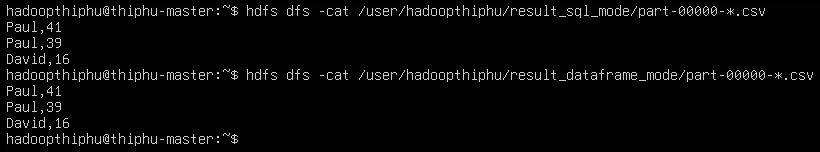 hadoopthiphu@thiphu-master:~$ hdfs dfs -cat /user/hadoopthiphu/result_sql_mode/part-00000-*.csv
Paul,41
Paul,39
David,16
hadoopthiphu@thiphu-master:~$ hdfs dfs -cat /user/hadoopthiphu/result_dataframe_mode/part-00000-*.csv
Paul,41
Paul,39
David,16
hadoopthiphu@thiphu-master:~$